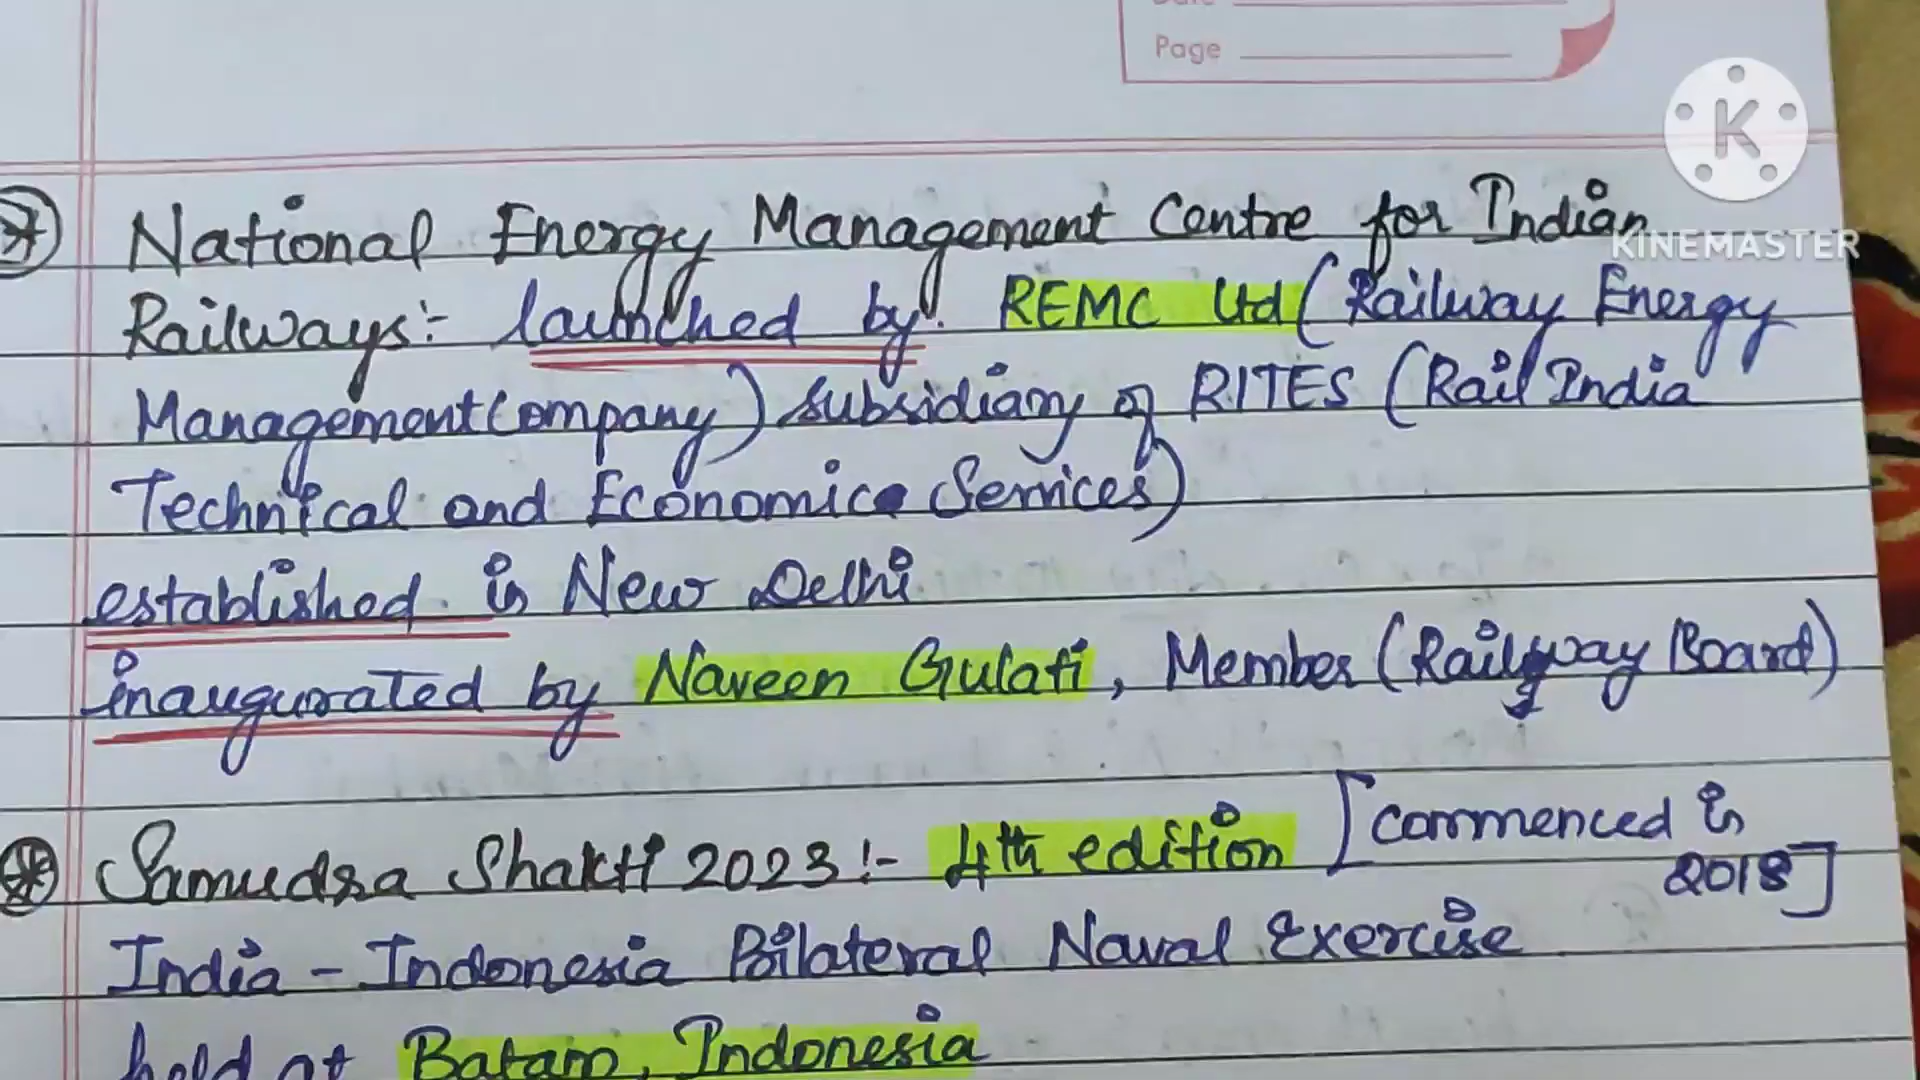 Page
K
KINEMASTER
National Energy Management Centre for Indian
Railways:- launched by REMC Ltd (Railway Energy
Management Company) subsidiary of RITES (Rail India
Technical and Economic Services)
established in New Delhi
inaugurated by Naveen Gulati, Member (Railway Board)
Samudra Shakti 2023:- 4th edition [commenced in
2018]
India - Indonesia Bilateral Naval Exercise
held at Batam, Indonesia